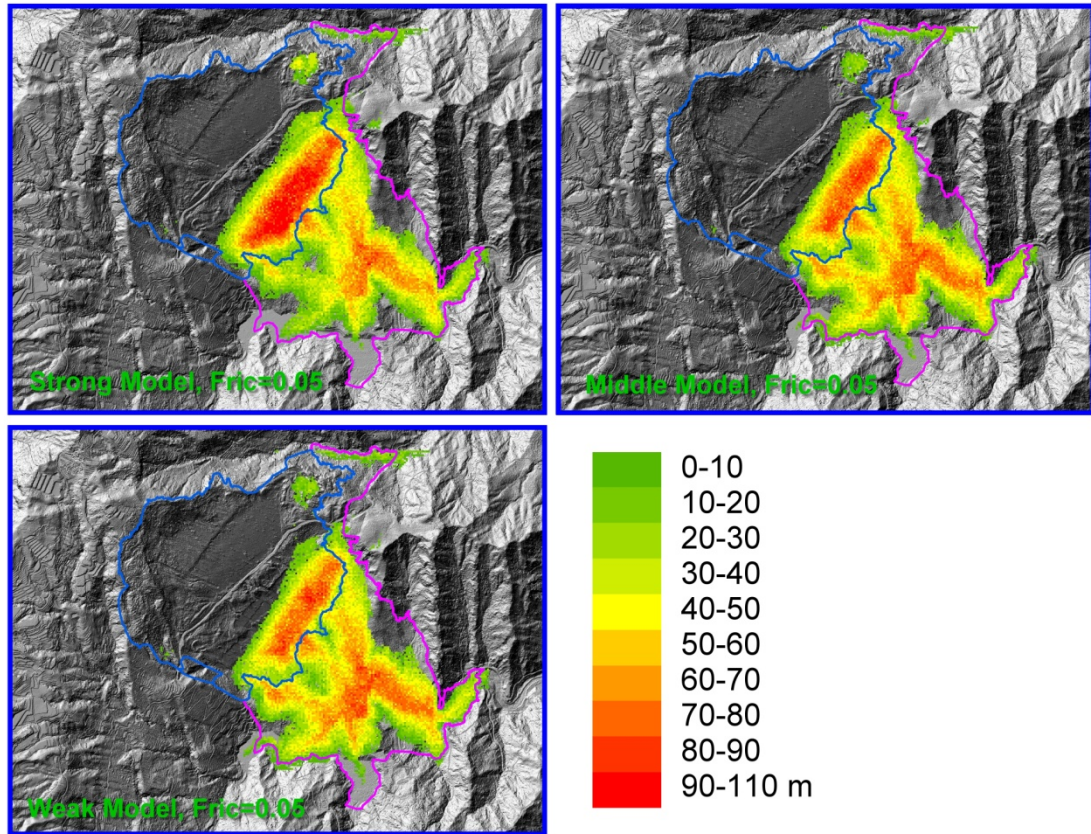 Strong Model, Fric=0.05
Middle Model, Fric=0.05
Weak Model, Fric=0.05
0-10
10-20
20-30
30-40
40-50
50-60
60-70
70-80
80-90
90-110 m